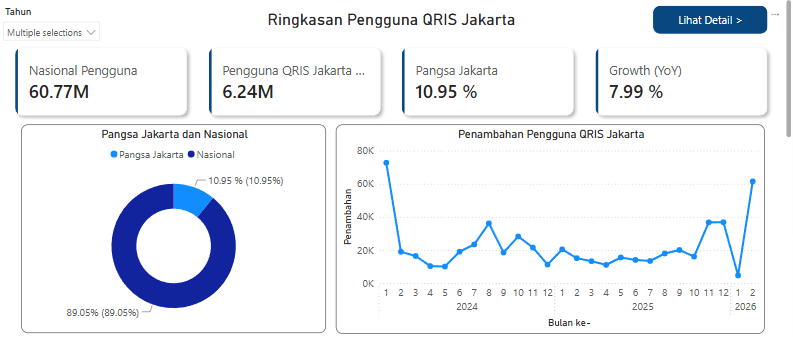 Tahun
Multiple selections
Ringkasan Pengguna QRIS Jakarta
Lihat Detail >
Nasional Pengguna
60.77M
Pengguna QRIS Jakarta ...
6.24M
Pangsa Jakarta
10.95 %
Growth (YoY)
7.99 %
Pangsa Jakarta dan Nasional
Pangsa Jakarta Nasional
10.95 % (10.95%)
89.05% (89.05%)
Penambahan Pengguna QRIS Jakarta
Penambahan
80K
60K
40K
20K
0K
1 2 3 4 5 6 7 8 9 10 11 12 1 2 3 4 5 6 7 8 9 10 11 12 1 2
2024 2025 2026
Bulan ke-